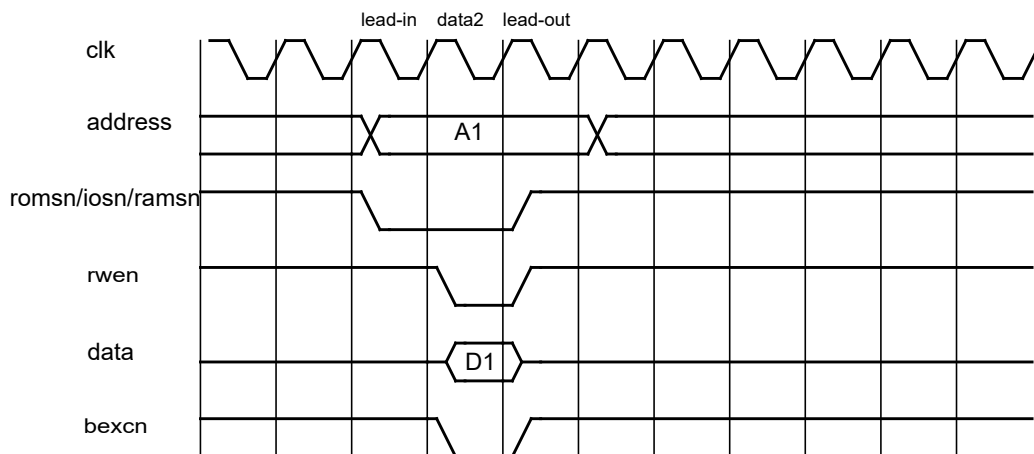 lead-in data2 lead-out
clk
address
A1
romsn/iosn/ramsn
rwen
data
D1
bexcn